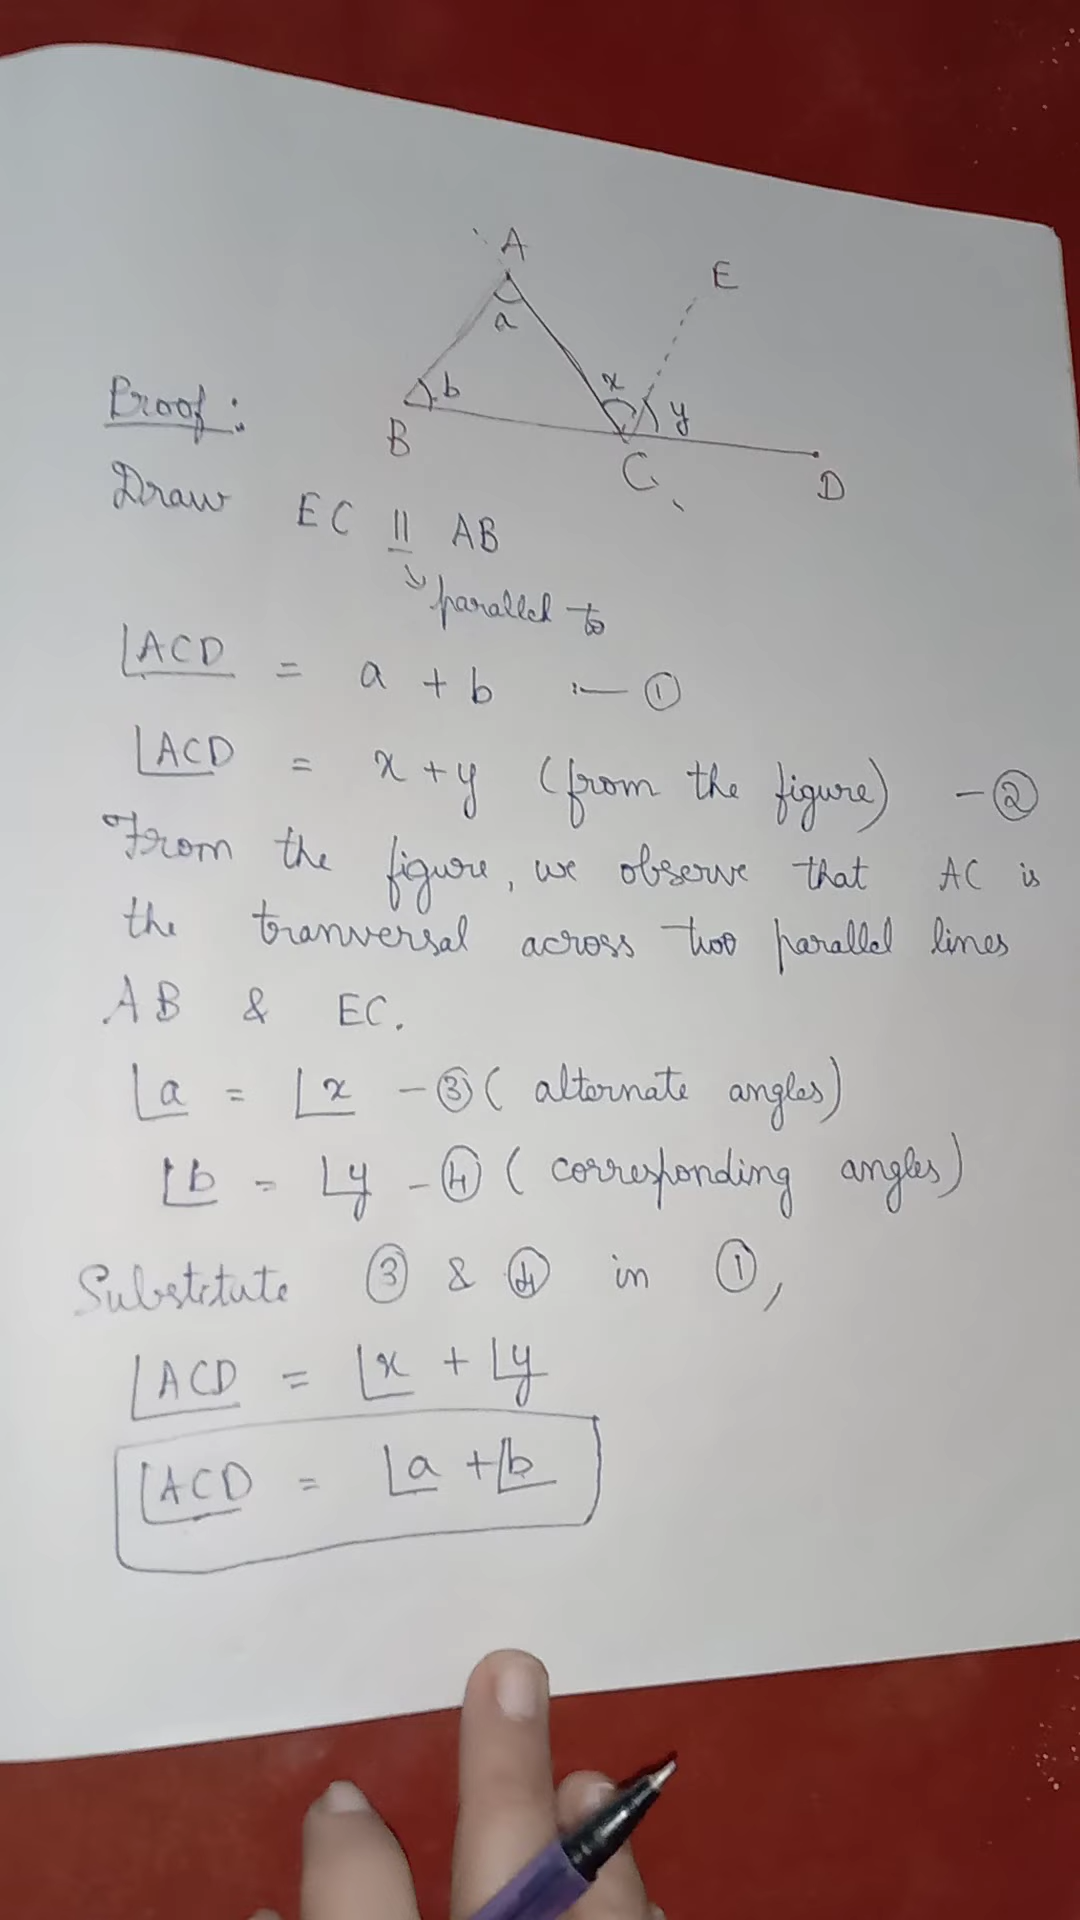 A
E
a
x
b
y
B
C
D
Proof:
Draw EC || AB
parallel to
∠ACD = a + b :— ①
∠ACD = x + y (from the figure) - ②
From the figure, we observe that AC is
the tranversal across two parallel lines
AB & EC.
∠a = ∠x - ③ ( alternate angles)
∠b = ∠y - ④ ( corresponding angles)
Substitute ③ & ④ in ①,
∠ACD = ∠x + ∠y
∠ACD = ∠a + ∠b